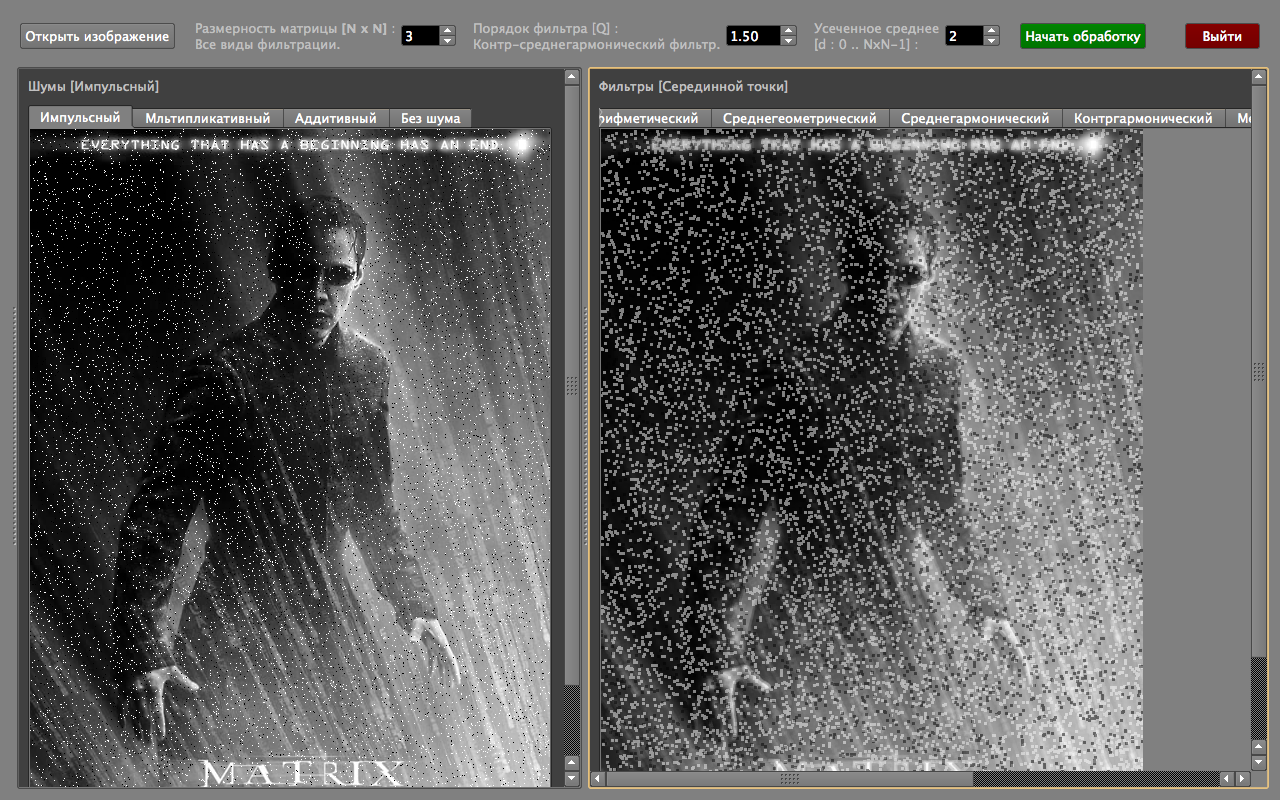 Открыть изображение
Размерность матрицы [N x N] :
Все виды фильтрации.
3
Порядок фильтра [Q] :
Контр-среднегармонический фильтр.
1.50
Усеченное среднее
[d : 0 .. NxN-1] :
2
Начать обработку
Выйти
Шумы [Импульсный]
Импульсный
Мльтипликативный
Аддитивный
Без шума
EVERYTHING THAT HAS A BEGINNING HAS AN END
MATRIX
Фильтры [Серединной точки]
рифметический
Среднегеометрический
Среднегармонический
Контргармонический
Ме
EVERYTHING THAT HAS A BEGINNING HAS AN END